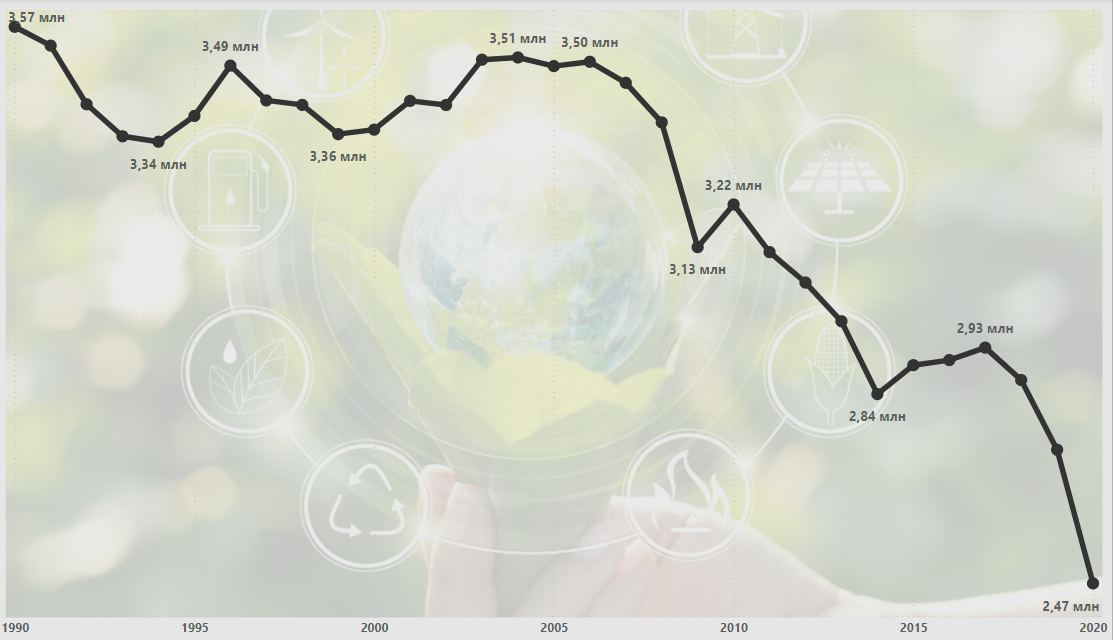 3,57 млн
3,49 млн
3,51 млн
3,50 млн
3,34 млн
3,36 млн
3,22 млн
3,13 млн
2,93 млн
2,84 млн
2,47 млн
1990 1995 2000 2005 2010 2015 2020